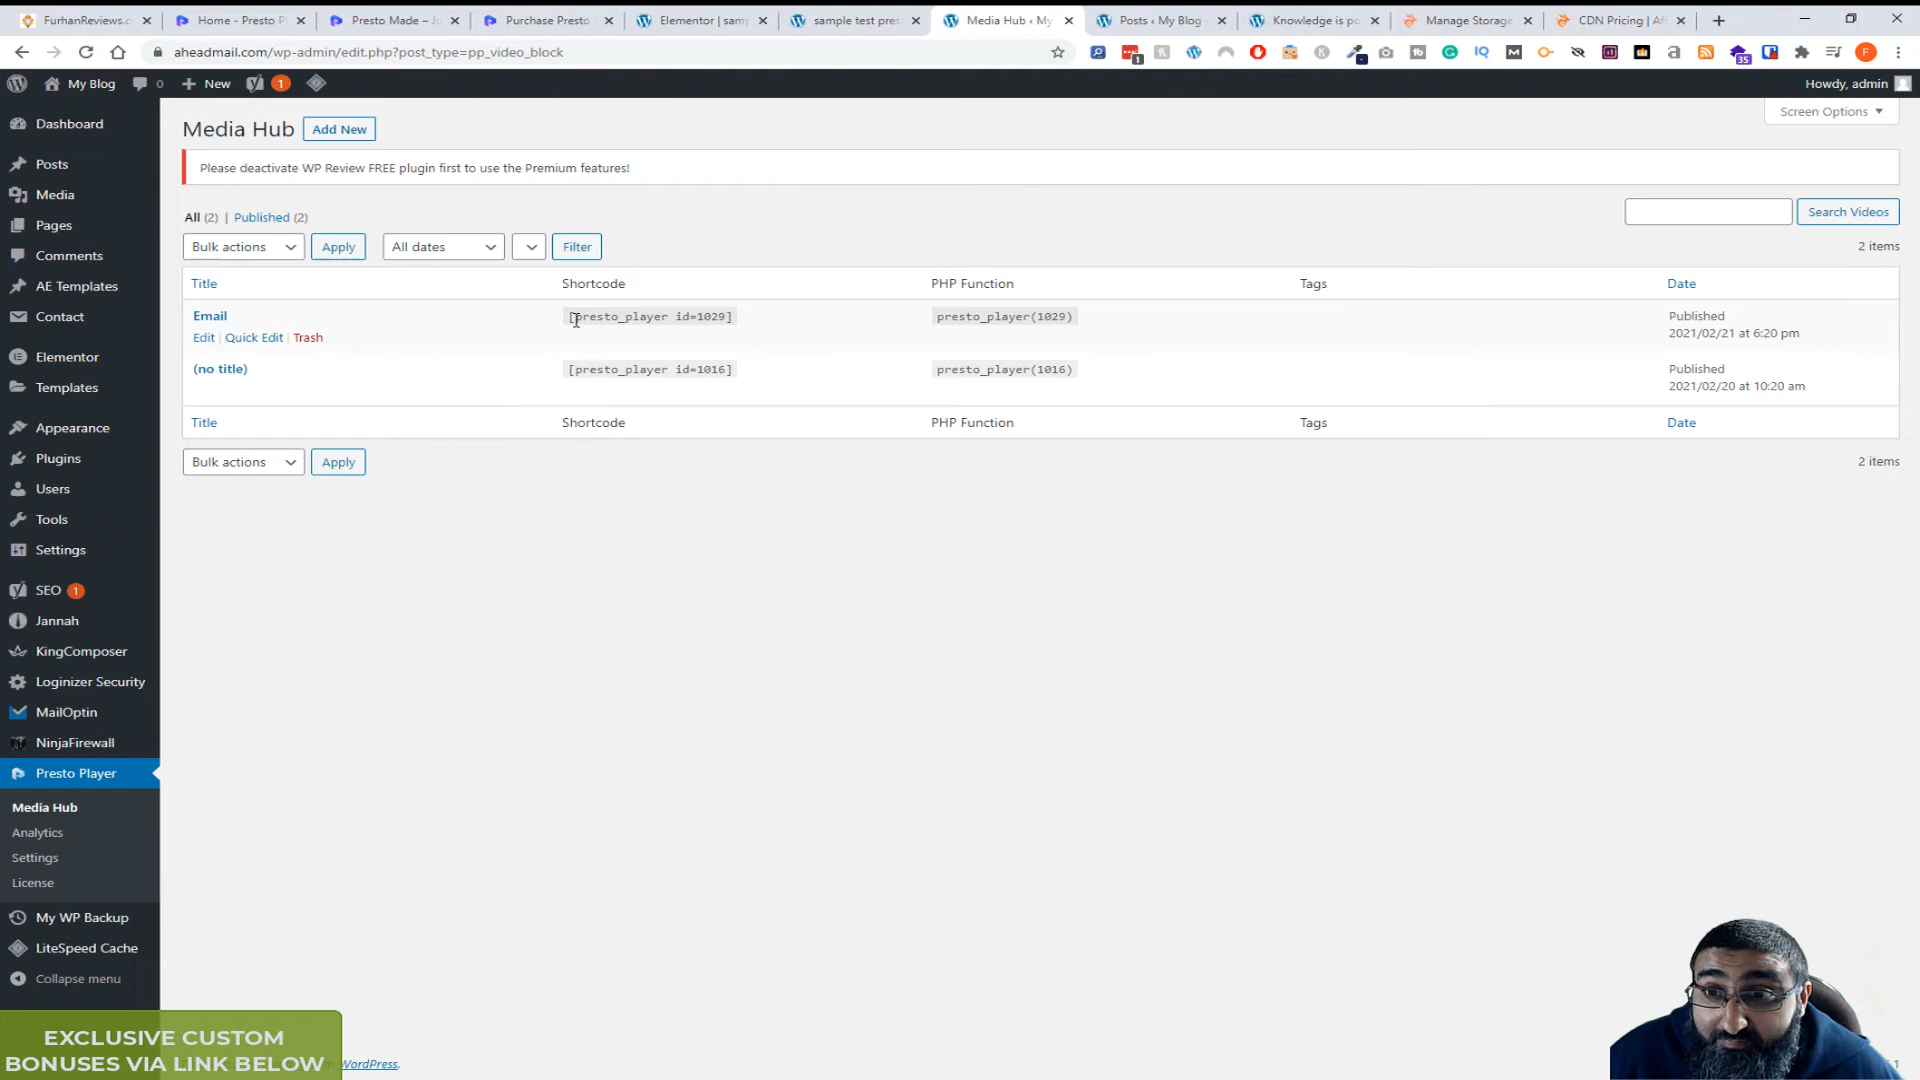 FurhanReviews.c
Home - Presto P
Presto Made – Ju
Purchase Presto
Elementor | sam
sample test pres
Media Hub ‹ My
Posts ‹ My Blog -
Knowledge is po
Manage Storage
CDN Pricing | Af
aheadmail.com/wp-admin/edit.php?post_type=pp_video_block
My Blog 0 New 1
Howdy, admin
Dashboard
Posts
Media
Pages
Comments
AE Templates
Contact
Elementor
Templates
Appearance
Plugins
Users
Tools
Settings
SEO 1
Jannah
KingComposer
Loginizer Security
MailOptin
NinjaFirewall
Presto Player
Media Hub
Analytics
Settings
License
My WP Backup
LiteSpeed Cache
Collapse menu
Screen Options
Media Hub Add New
Please deactivate WP Review FREE plugin first to use the Premium features!
All (2) | Published (2)
Search Videos
Bulk actions Apply All dates Filter
2 items
Title Shortcode PHP Function Tags Date
Email [presto_player id=1029] presto_player(1029) Published
2021/02/21 at 6:20 pm
Edit | Quick Edit | Trash
(no title) [presto_player id=1016] presto_player(1016) Published
2021/02/20 at 10:20 am
Title Shortcode PHP Function Tags Date
Bulk actions Apply
2 items
EXCLUSIVE CUSTOM
BONUSES VIA LINK BELOW
WordPress.